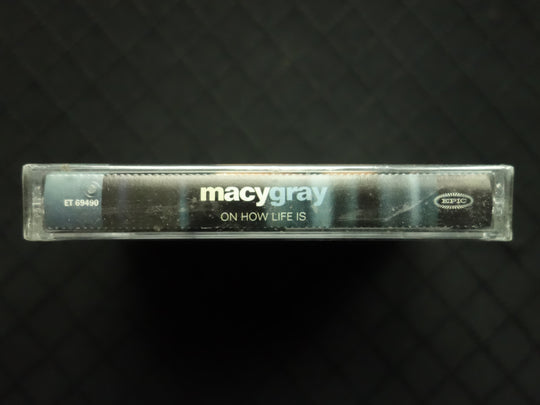 ET 69490
macygray
ON HOW LIFE IS
EPIC